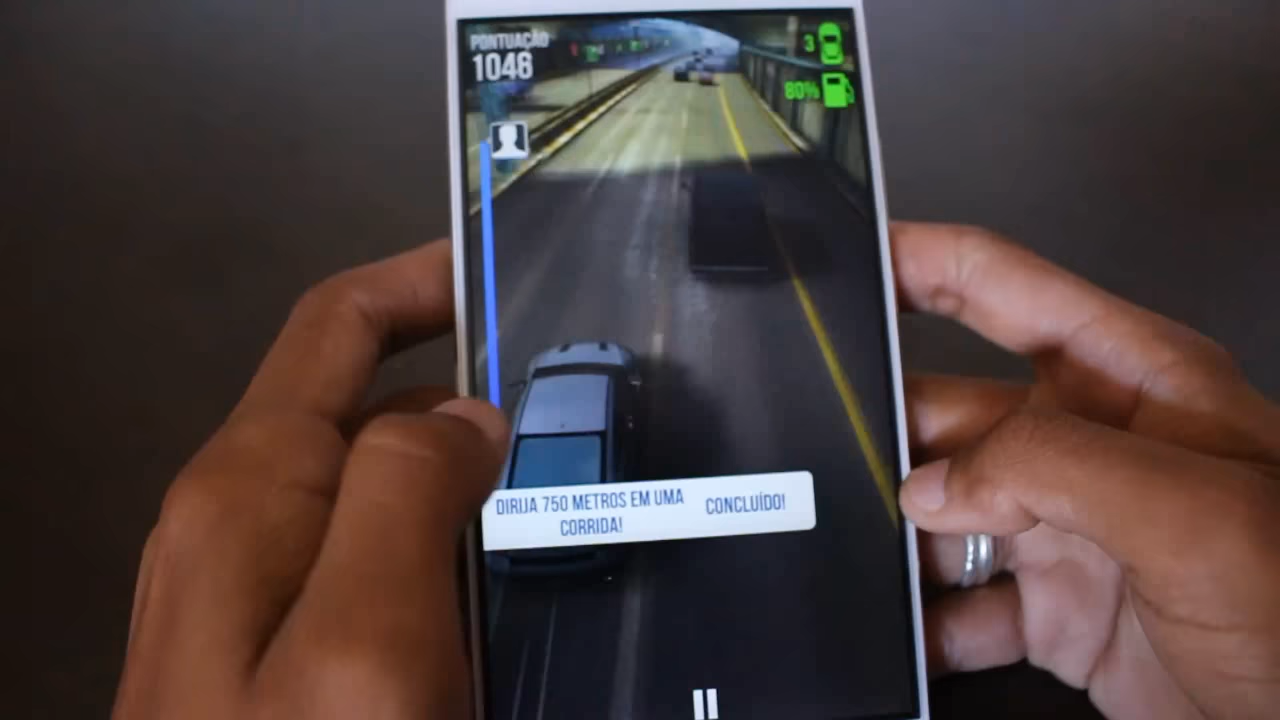 PONTUAÇÃO
1046
3
80%
DIRIJA 750 METROS EM UMA
CORRIDA!
CONCLUÍDO!